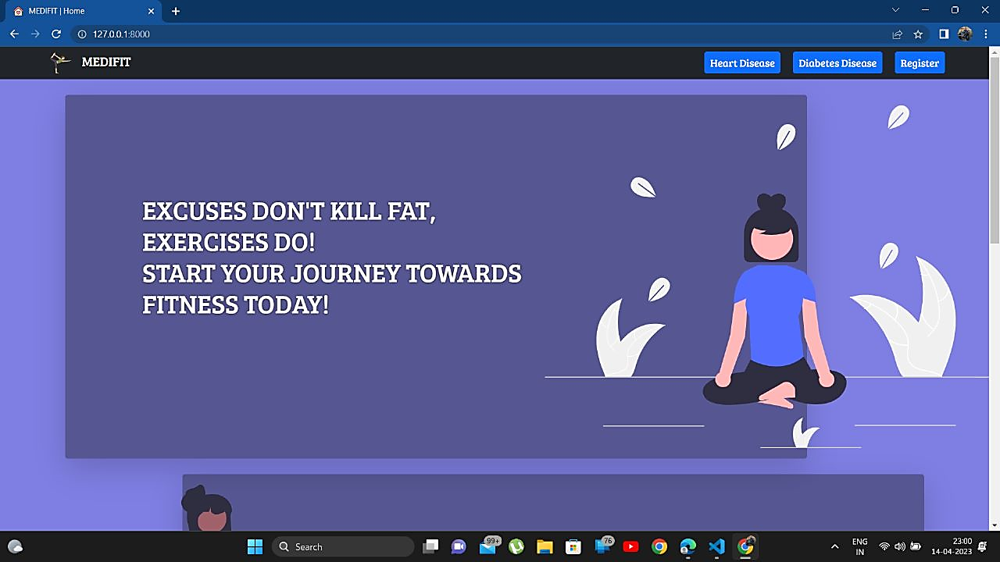 MEDIFIT | Home
127.0.0.1:8000
MEDIFIT
Heart Disease
Diabetes Disease
Register
EXCUSES DON'T KILL FAT,
EXERCISES DO!
START YOUR JOURNEY TOWARDS
FITNESS TODAY!
Search
99+
76
ENG
IN
23:00
14-04-2023